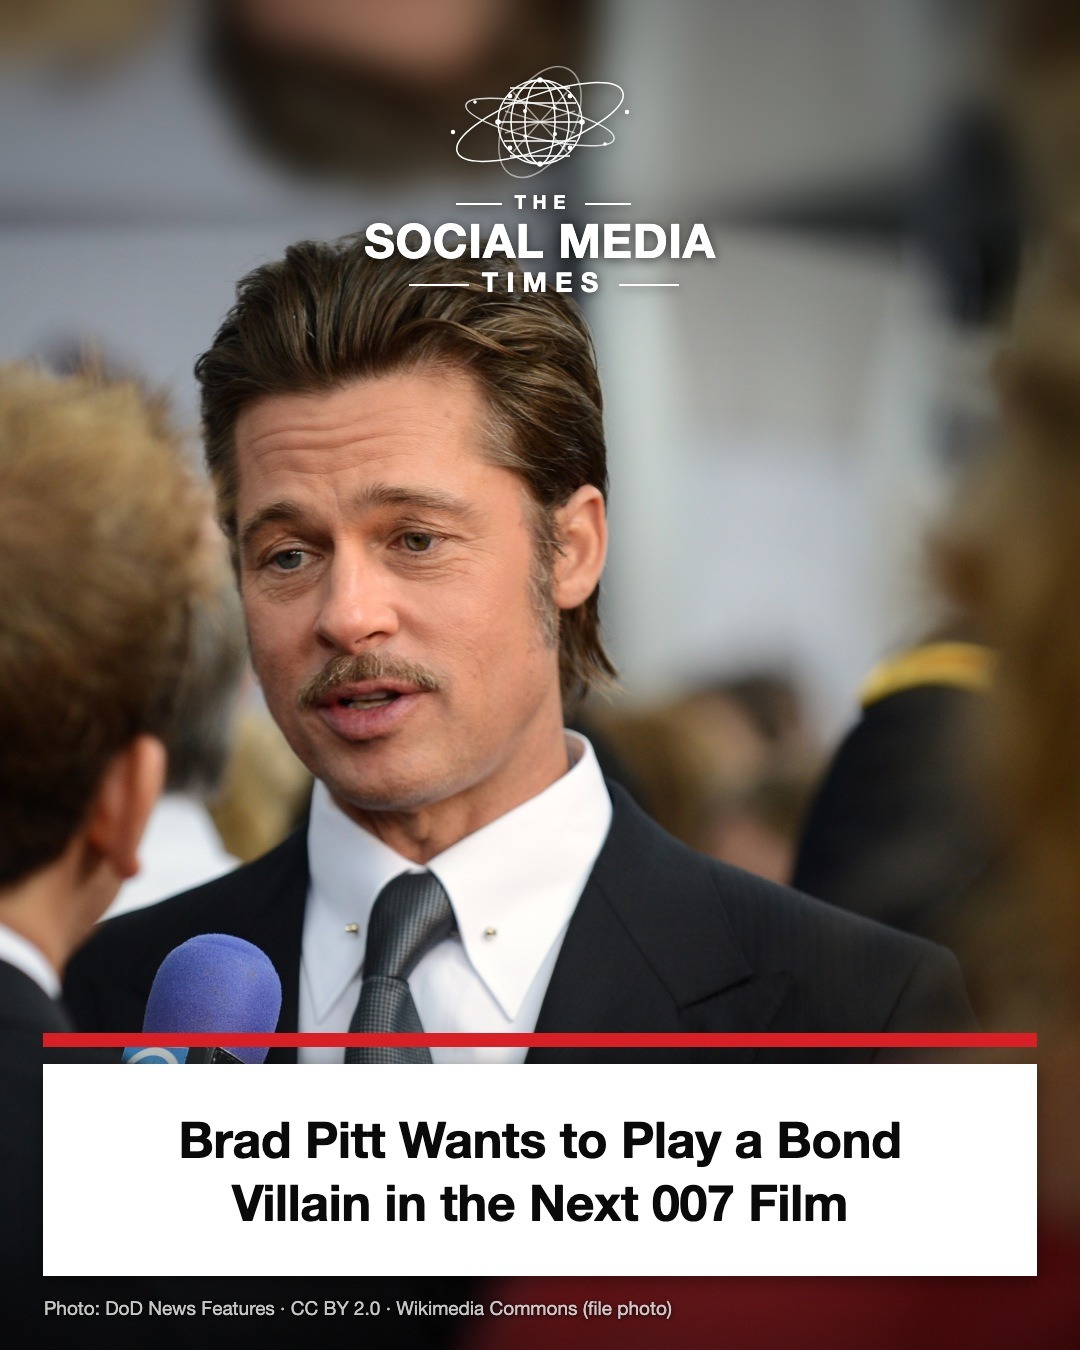 THE
SOCIAL MEDIA
TIMES
Brad Pitt Wants to Play a Bond
Villain in the Next 007 Film
Photo: DoD News Features · CC BY 2.0 · Wikimedia Commons (file photo)